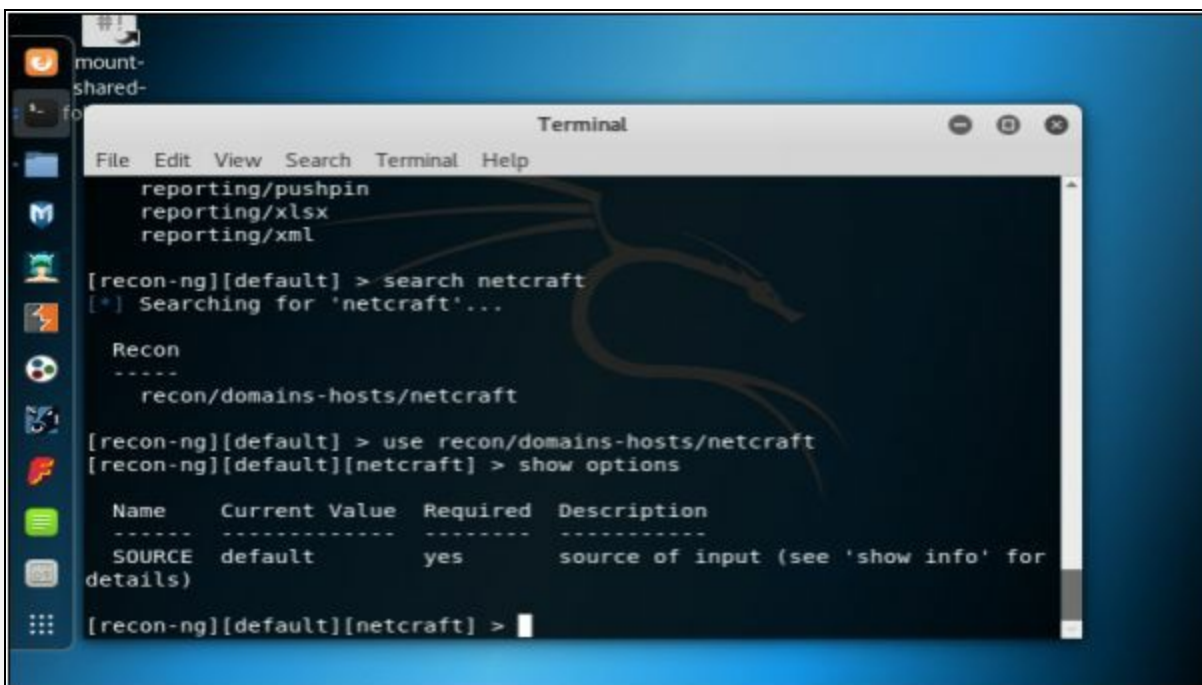 #!
mount-
shared-
fo
Terminal
File Edit View Search Terminal Help
reporting/pushpin
reporting/xlsx
reporting/xml
[recon-ng][default] > search netcraft
[*] Searching for 'netcraft'...
Recon
-----
recon/domains-hosts/netcraft
[recon-ng][default] > use recon/domains-hosts/netcraft
[recon-ng][default][netcraft] > show options
Name Current Value Required Description
------ ------------- -------- -----------
SOURCE default yes source of input (see 'show info' for
details)
[recon-ng][default][netcraft] >